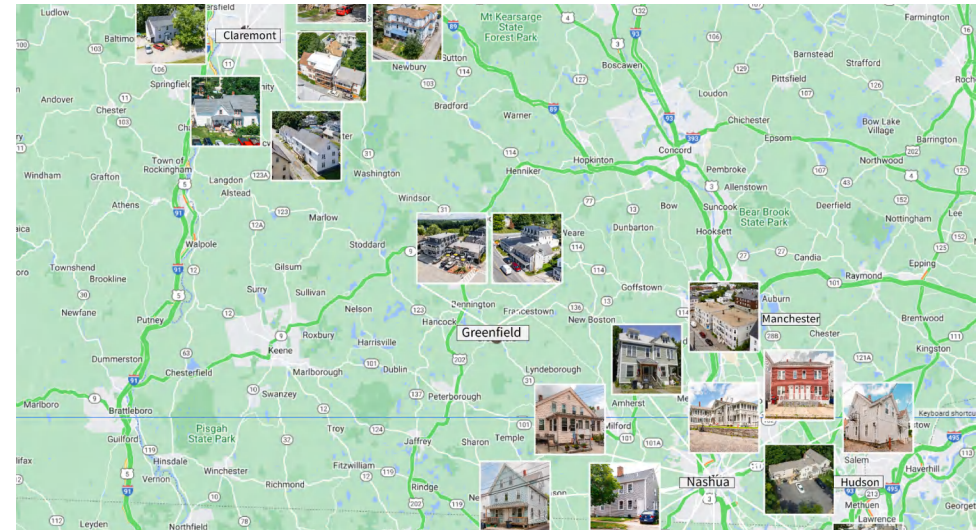 Ludlow
ersfield
Mt Kearsarge
State
Forest Park
Farmington
Claremont
Baltimo
Newbury
Sutton
Boscawen
Barnstead
Strafford
Springfiel
nity
Pittsfield
Roch
Andover
Chester
Bradford
Warner
Loudon
Chichester
Bow Lake
Village
Epsom
Barrington
Concord
Town of
Rockingham
Hopkinton
Northwood
Windham
Grafton
Langdon
Alstead
Washington
Henniker
Pembroke
Allenstown
Athens
Windsor
Bow
Suncook
Deerfield
Marlow
Dunbarton
Bear Brook
State Park
Nottingham
Lee
Walpole
Stoddard
Weare
Hooksett
Candia
Epping
Townshend
Brookline
Gilsum
Raymond
Surry
Sullivan
Goffstown
Auburn
Newfane
Putney
Nelson
Bennington
Francestown
New Boston
Hancock
Manchester
Brentwood
Roxbury
Greenfield
Chester
Keene
Harrisville
Kingston
Dummerston
Chesterfield
Marlborough
Dublin
Lyndeborough
Marlboro
Swanzey
Peterborough
Amherst
Brattleboro
Keyboard shortcu
Guilford
Pisgah
State Park
Troy
Milford
Jaffrey
Sharon
Temple
Hinsdale
Fitzwilliam
Salem
Haverhill
Vernon
Winchester
Richmond
Rindge
Nashua
Hudson
Methuen
George
Leyden
Northfield
Lawrence